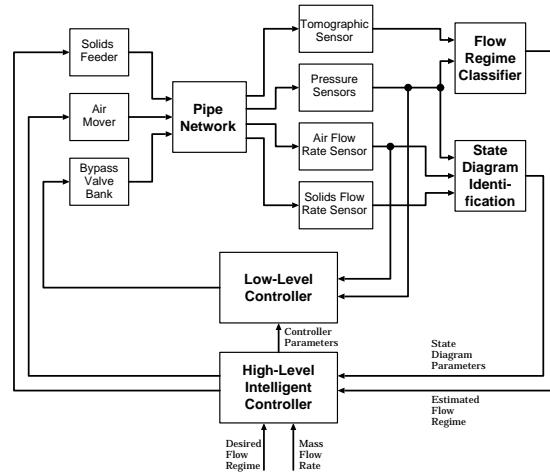 Tomographic
Sensor
Solids
Feeder
Flow
Regime
Classifier
Pressure
Sensors
Air
Mover
Pipe
Network
Air Flow
Rate Sensor
State
Diagram
Identi-
fication
Bypass
Valve
Bank
Solids Flow
Rate Sensor
Low-Level
Controller
Controller
Parameters
State
Diagram
Parameters
High-Level
Intelligent
Controller
Estimated
Flow
Regime
Desired
Flow
Regime
Mass
Flow
Rate